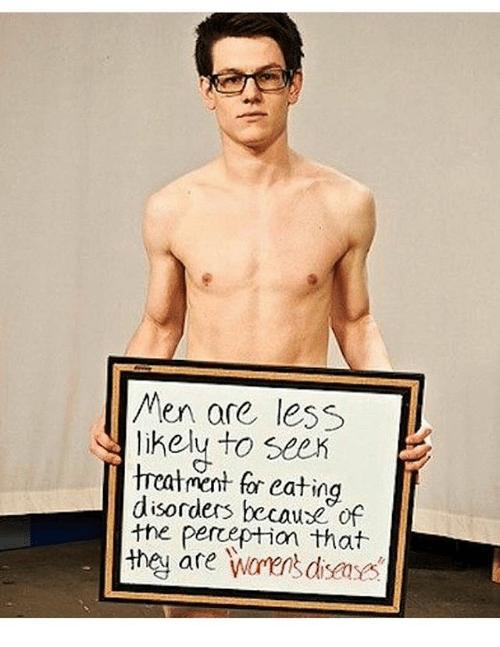 Men are less
likely to seek
treatment for eating
disorders because of
the perception that
they are "women's diseases"